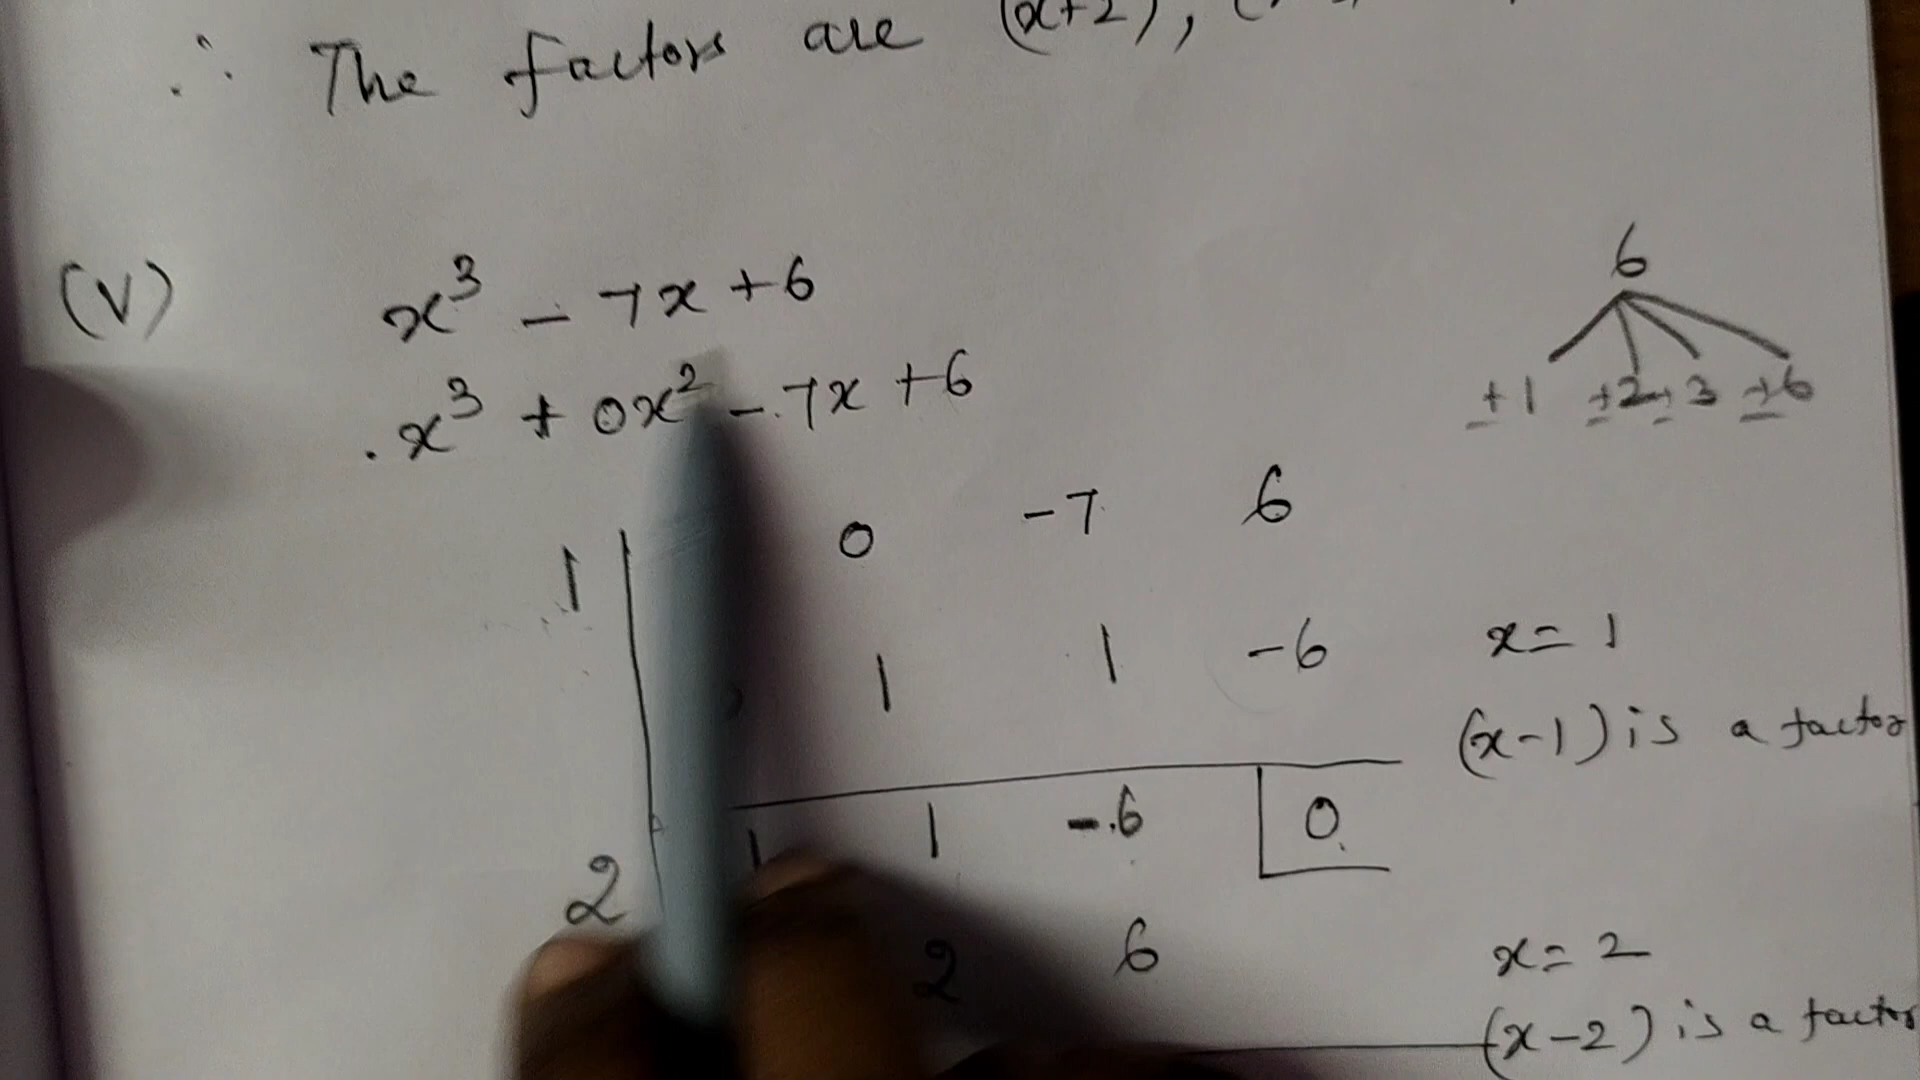 ∴ The factors are (x+2), (
(V) x³ - 7x + 6
x³ + 0x² - 7x + 6
6
±1 ±2 ±3 ±6
1 0 -7 6
1 1 -6 x = 1
(x-1) is a factor
1 1 -6 0
2
2 6 x = 2
(x-2) is a factor